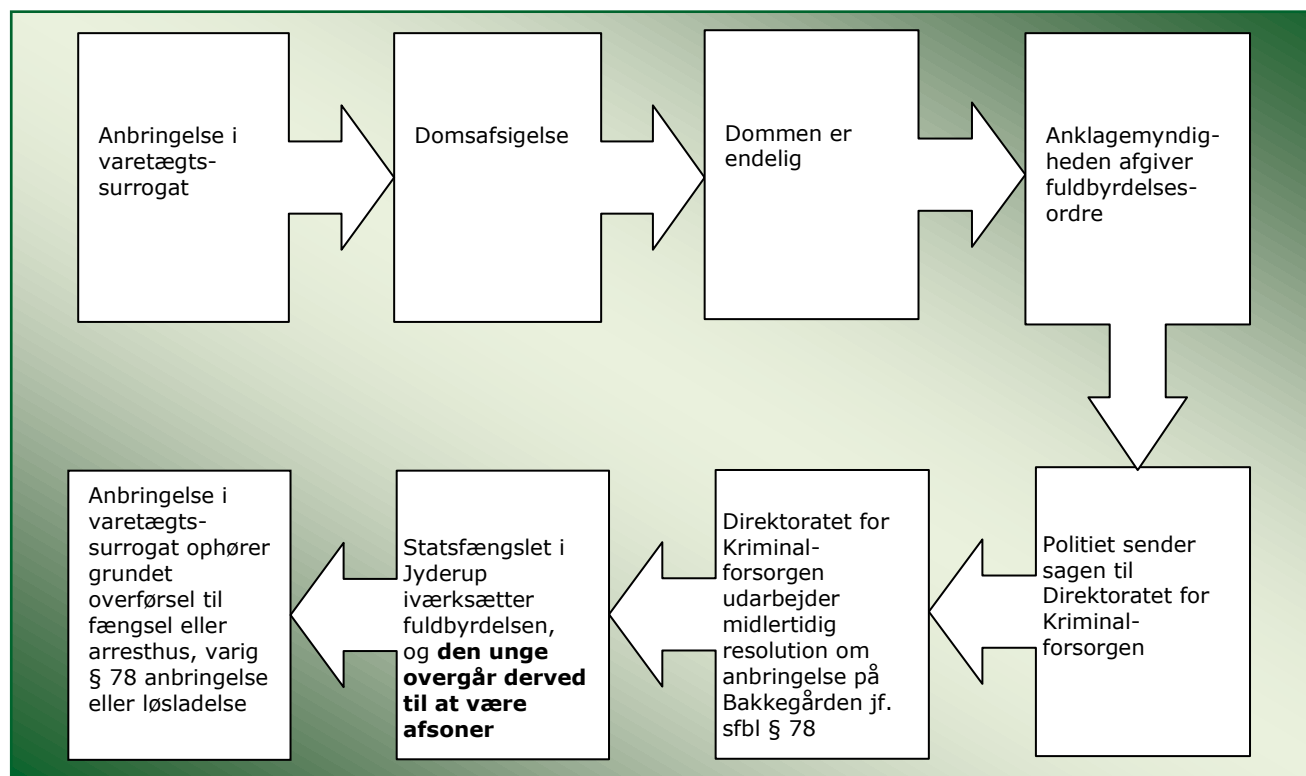 Anbringelse i
varetægts-
surrogat
Domsafsigelse
Dommen er
endelig
Anklagemyndig-
heden afgiver
fuldbyrdelses-
ordre
Politiet sender
sagen til
Direktoratet for
Kriminal-
forsorgen
Direktoratet for
Kriminal-
forsorgen
udarbejder
midlertidig
resolution om
anbringelse på
Bakkegården jf.
sfbl § 78
Statsfængslet i
Jyderup
iværksætter
fuldbyrdelsen,
og den unge
overgår derved
til at være
afsoner
Anbringelse i
varetægts-
surrogat ophører
grundet
overførsel til
fængsel eller
arresthus, varig
§ 78 anbringelse
eller løsladelse